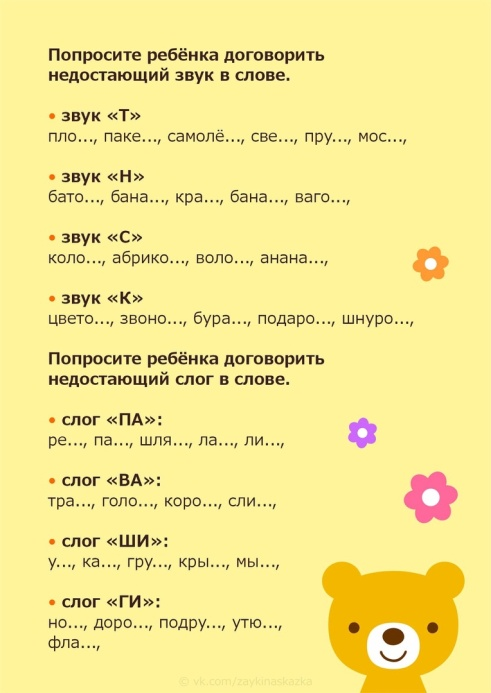 Попросите ребёнка договорить
недостающий звук в слове.
• звук «Т»
пло..., паке..., самолё..., све..., пру..., мос...,
• звук «Н»
бато..., бана..., кра..., бана..., ваго...,
• звук «С»
коло..., абрико..., воло..., анана...,
• звук «К»
цвето..., звоно..., бура..., подаро..., шнуро...,
Попросите ребёнка договорить
недостающий слог в слове.
• слог «ПА»:
ре..., па..., шля..., ла..., ли...,
• слог «ВА»:
тра..., голо..., коро..., сли...,
• слог «ШИ»:
у..., ка..., гру..., кры..., мы...,
• слог «ГИ»:
но..., доро..., подру..., утю...,
фла...,
© vk.com/zaykinaskazka